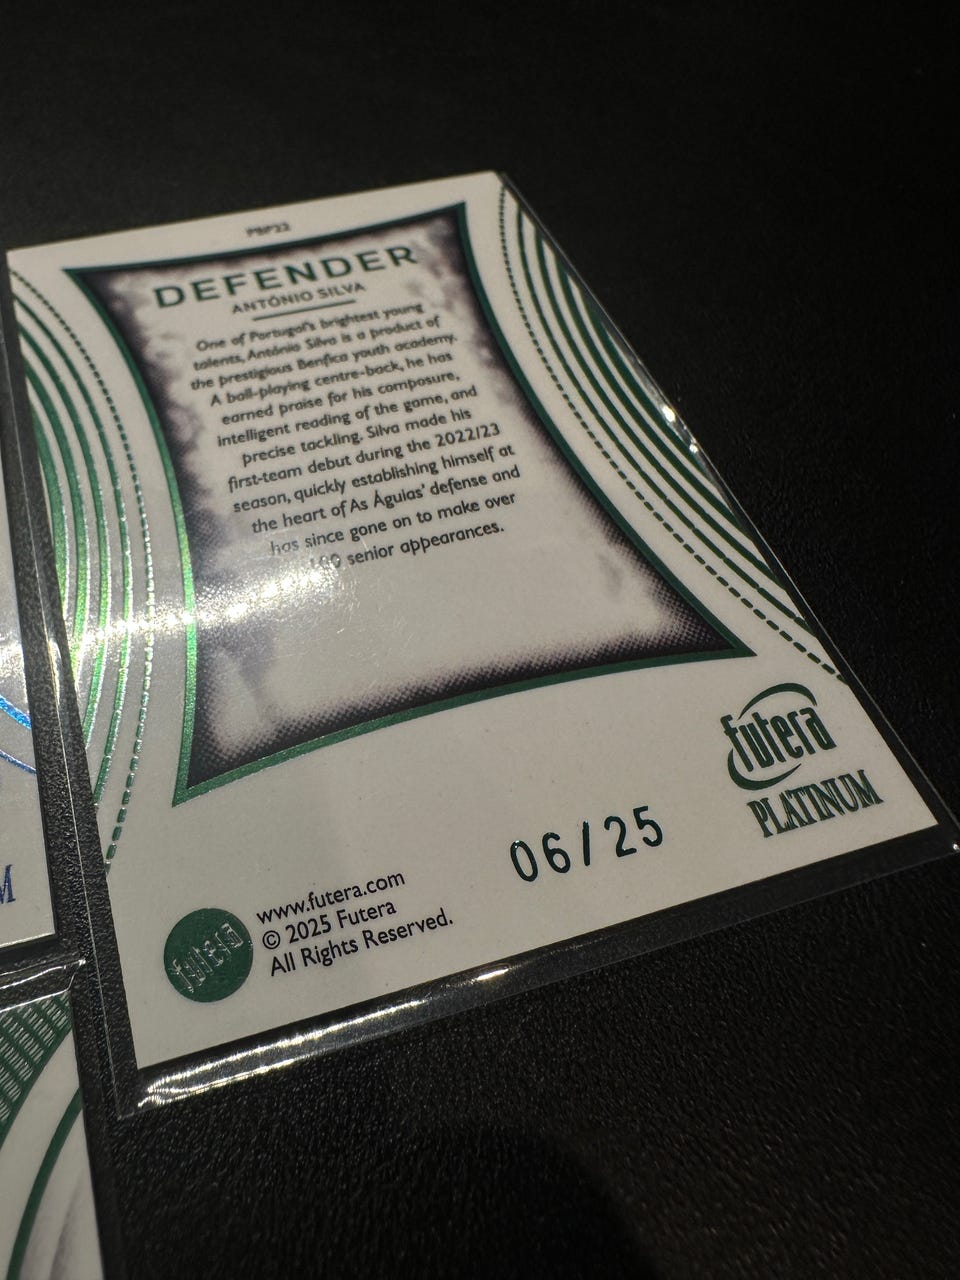 PBP22
DEFENDER
ANTÓNIO SILVA
One of Portugal's brightest young
talents, António Silva is a product of
the prestigious Benfica youth academy.
A ball-playing centre-back, he has
earned praise for his composure,
intelligent reading of the game, and
precise tackling. Silva made his
first-team debut during the 2022/23
season, quickly establishing himself at
the heart of As Águias' defense and
has since gone on to make over
100 senior appearances.
futera
PLATINUM
06/25
futera
www.futera.com
© 2025 Futera
All Rights Reserved.
M